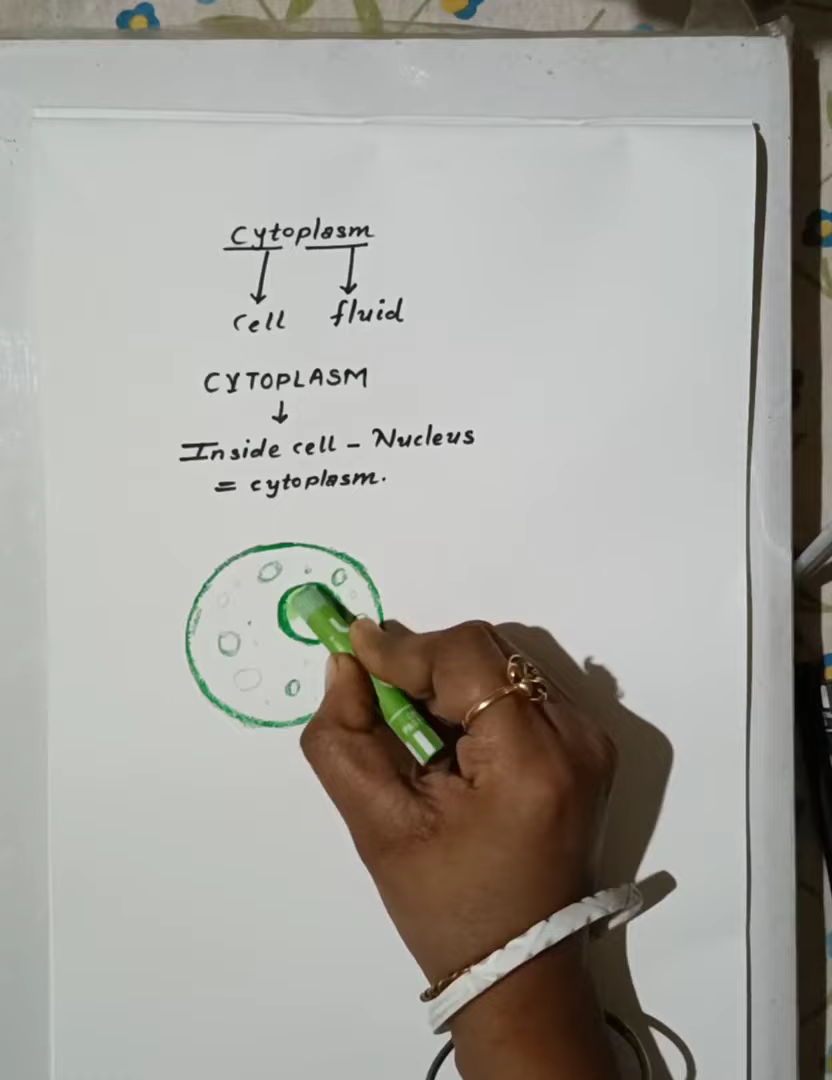 Cytoplasm
cell fluid
CYTOPLASM
Inside cell - Nucleus
= cytoplasm.